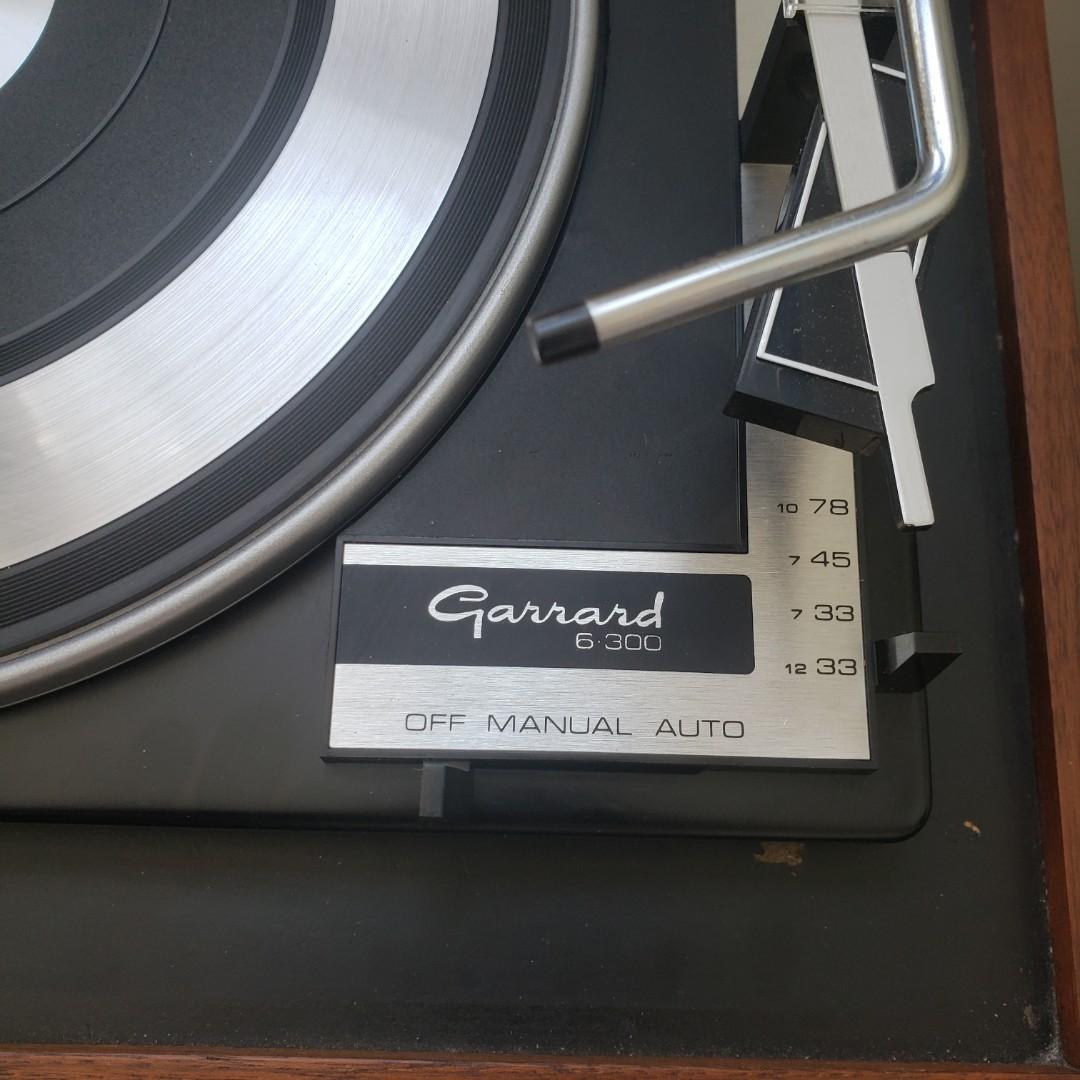 10 78
7 45
7 33
12 33
Garrard
6·300
OFF MANUAL AUTO